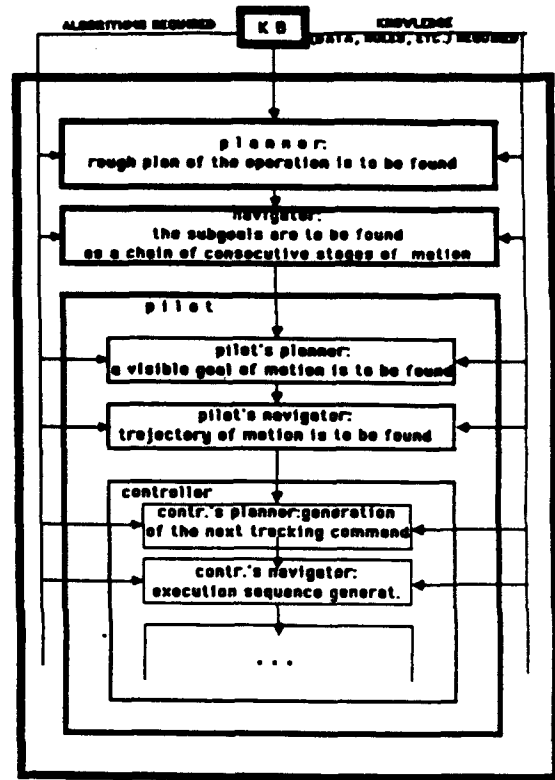 ALGORITHMS REQUIRED
K B
KNOWLEDGE
(DATA, RULES, ETC.) REQUIRED
planner:
rough plan of the operation is to be found
navigator:
the subgoals are to be found
as a chain of consecutive stages of motion
pilot
pilot's planner:
a visible goal of motion is to be found
pilot's navigator:
trajectory of motion is to be found
controller
contr.'s planner:generation
of the next tracking command
contr.'s navigator:
execution sequence generat.
...